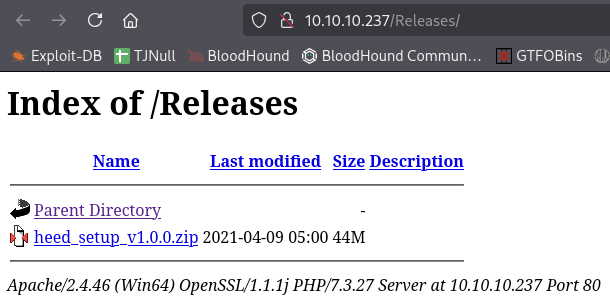 10.10.10.237/Releases/
Exploit-DB TJNull BloodHound BloodHound Commun... GTFOBins
Index of /Releases
Name Last modified Size Description
Parent Directory -
heed_setup_v1.0.0.zip 2021-04-09 05:00 44M
Apache/2.4.46 (Win64) OpenSSL/1.1.1j PHP/7.3.27 Server at 10.10.10.237 Port 80